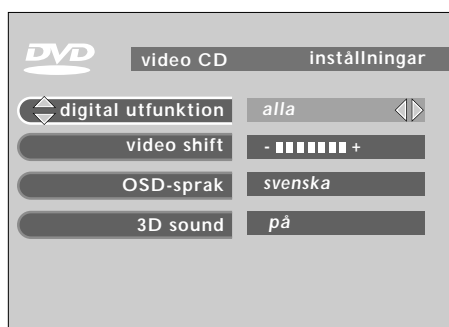 DVD
video CD inställningar
digital utfunktion alla
video shift - +
OSD-sprak svenska
3D sound på